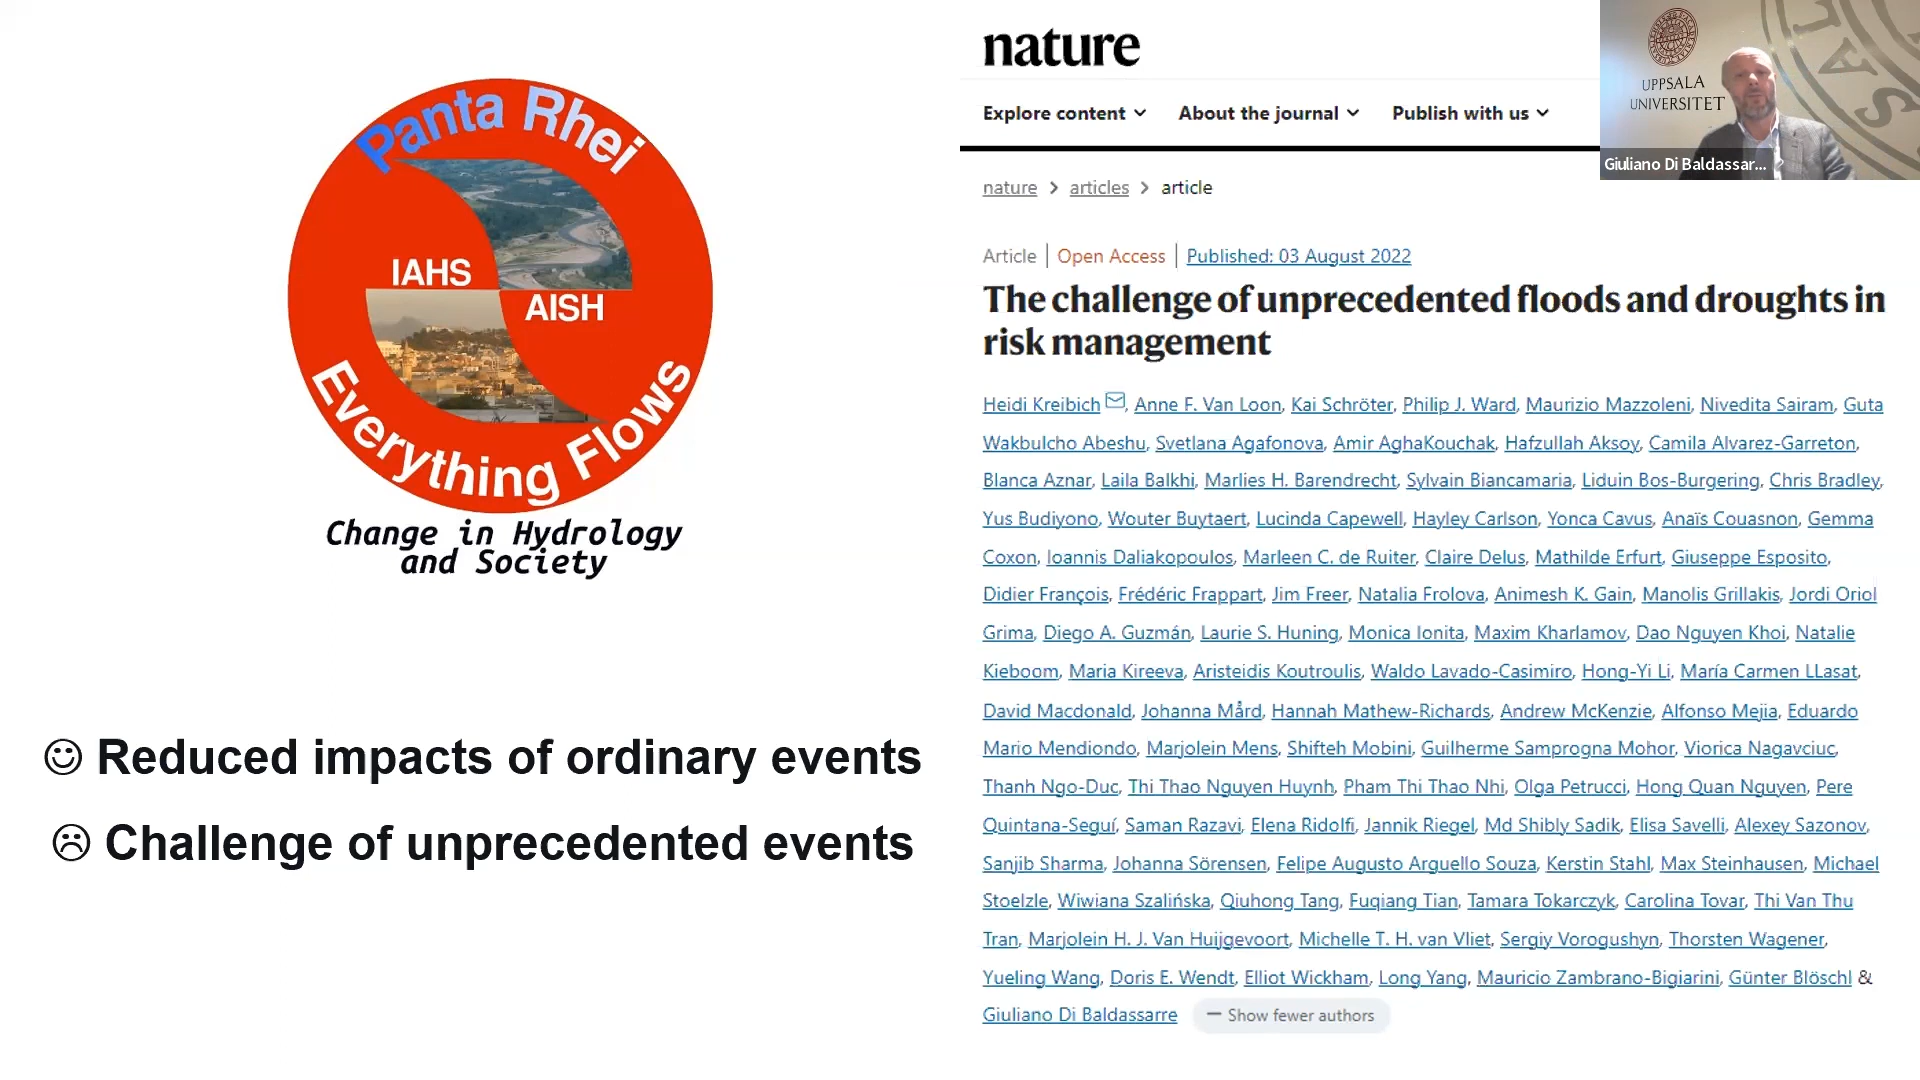 Panta Rhei
IAHS
AISH
Everything Flows
Change in Hydrology
and Society
☺ Reduced impacts of ordinary events
☹ Challenge of unprecedented events
nature
Explore content
About the journal
Publish with us
nature > articles > article
Article | Open Access | Published: 03 August 2022
The challenge of unprecedented floods and droughts in
risk management
Heidi Kreibich, Anne F. Van Loon, Kai Schröter, Philip J. Ward, Maurizio Mazzoleni, Nivedita Sairam, Guta
Wakbulcho Abeshu, Svetlana Agafonova, Amir AghaKouchak, Hafzullah Aksoy, Camila Alvarez-Garreton,
Blanca Aznar, Laila Balkhi, Marlies H. Barendrecht, Sylvain Biancamaria, Liduin Bos-Burgering, Chris Bradley,
Yus Budiyono, Wouter Buytaert, Lucinda Capewell, Hayley Carlson, Yonca Cavus, Anaïs Couasnon, Gemma
Coxon, Ioannis Daliakopoulos, Marleen C. de Ruiter, Claire Delus, Mathilde Erfurt, Giuseppe Esposito,
Didier François, Frédéric Frappart, Jim Freer, Natalia Frolova, Animesh K. Gain, Manolis Grillakis, Jordi Oriol
Grima, Diego A. Guzmán, Laurie S. Huning, Monica Ionita, Maxim Kharlamov, Dao Nguyen Khoi, Natalie
Kieboom, Maria Kireeva, Aristeidis Koutroulis, Waldo Lavado-Casimiro, Hong-Yi Li, María Carmen LLasat,
David Macdonald, Johanna Mård, Hannah Mathew-Richards, Andrew McKenzie, Alfonso Mejia, Eduardo
Mario Mendiondo, Marjolein Mens, Shifteh Mobini, Guilherme Samprogna Mohor, Viorica Nagavciuc,
Thanh Ngo-Duc, Thi Thao Nguyen Huynh, Pham Thi Thao Nhi, Olga Petrucci, Hong Quan Nguyen, Pere
Quintana-Seguí, Saman Razavi, Elena Ridolfi, Jannik Riegel, Md Shibly Sadik, Elisa Savelli, Alexey Sazonov,
Sanjib Sharma, Johanna Sörensen, Felipe Augusto Arguello Souza, Kerstin Stahl, Max Steinhausen, Michael
Stoelzle, Wiwiana Szalińska, Qiuhong Tang, Fuqiang Tian, Tamara Tokarczyk, Carolina Tovar, Thi Van Thu
Tran, Marjolein H. J. Van Huijgevoort, Michelle T. H. van Vliet, Sergiy Vorogushyn, Thorsten Wagener,
Yueling Wang, Doris E. Wendt, Elliot Wickham, Long Yang, Mauricio Zambrano-Bigiarini, Günter Blöschl &
Giuliano Di Baldassarre
— Show fewer authors
UPPSALA
UNIVERSITET
Giuliano Di Baldassar...